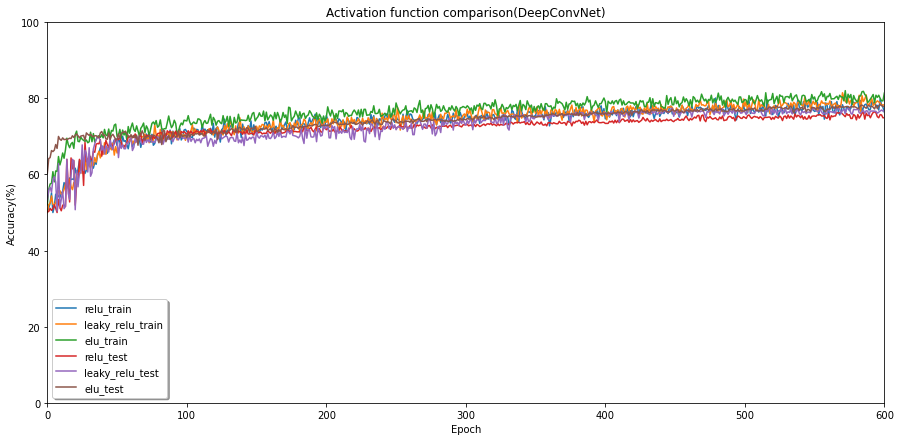 Activation function comparison(DeepConvNet)
Accuracy(%)
100
80
60
40
20
0
relu_train
leaky_relu_train
elu_train
relu_test
leaky_relu_test
elu_test
0 100 200 300 400 500 600
Epoch